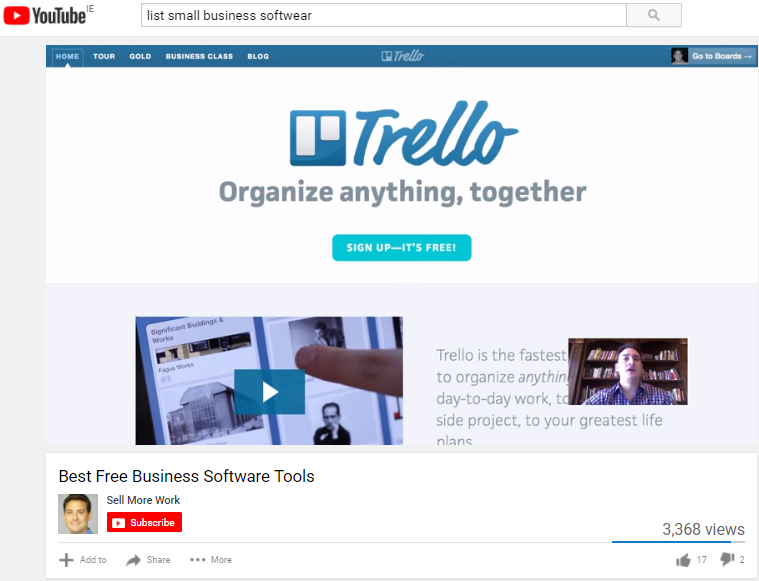 YouTube IE
list small business softwear
HOME TOUR GOLD BUSINESS CLASS BLOG Trello Go to Boards →
Trello
Organize anything, together
SIGN UP—IT'S FREE!
Significant Buildings &
Works
Fagus Works
Trello is the fastest
to organize anythin
day-to-day work, to
side project, to your greatest life
plans
Best Free Business Software Tools
Sell More Work
Subscribe
3,368 views
Add to Share More 17 2